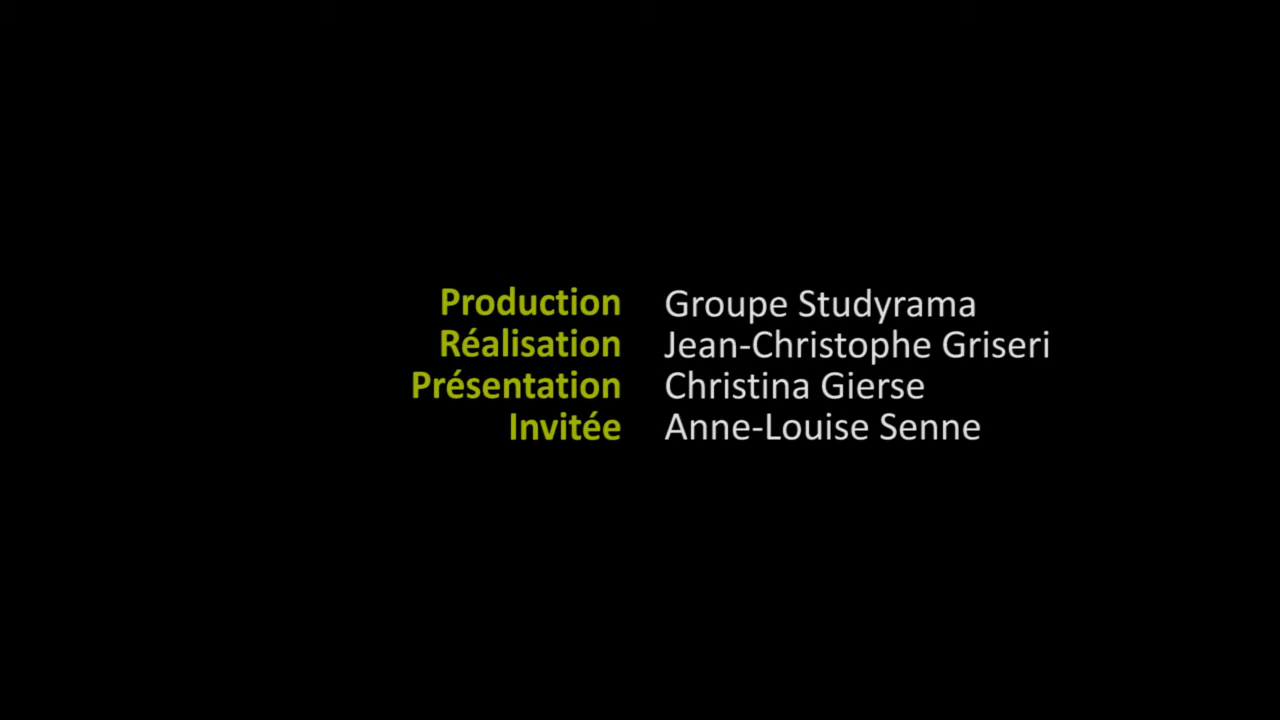 Production Groupe Studyrama
Réalisation Jean-Christophe Griseri
Présentation Christina Gierse
Invitée Anne-Louise Senne